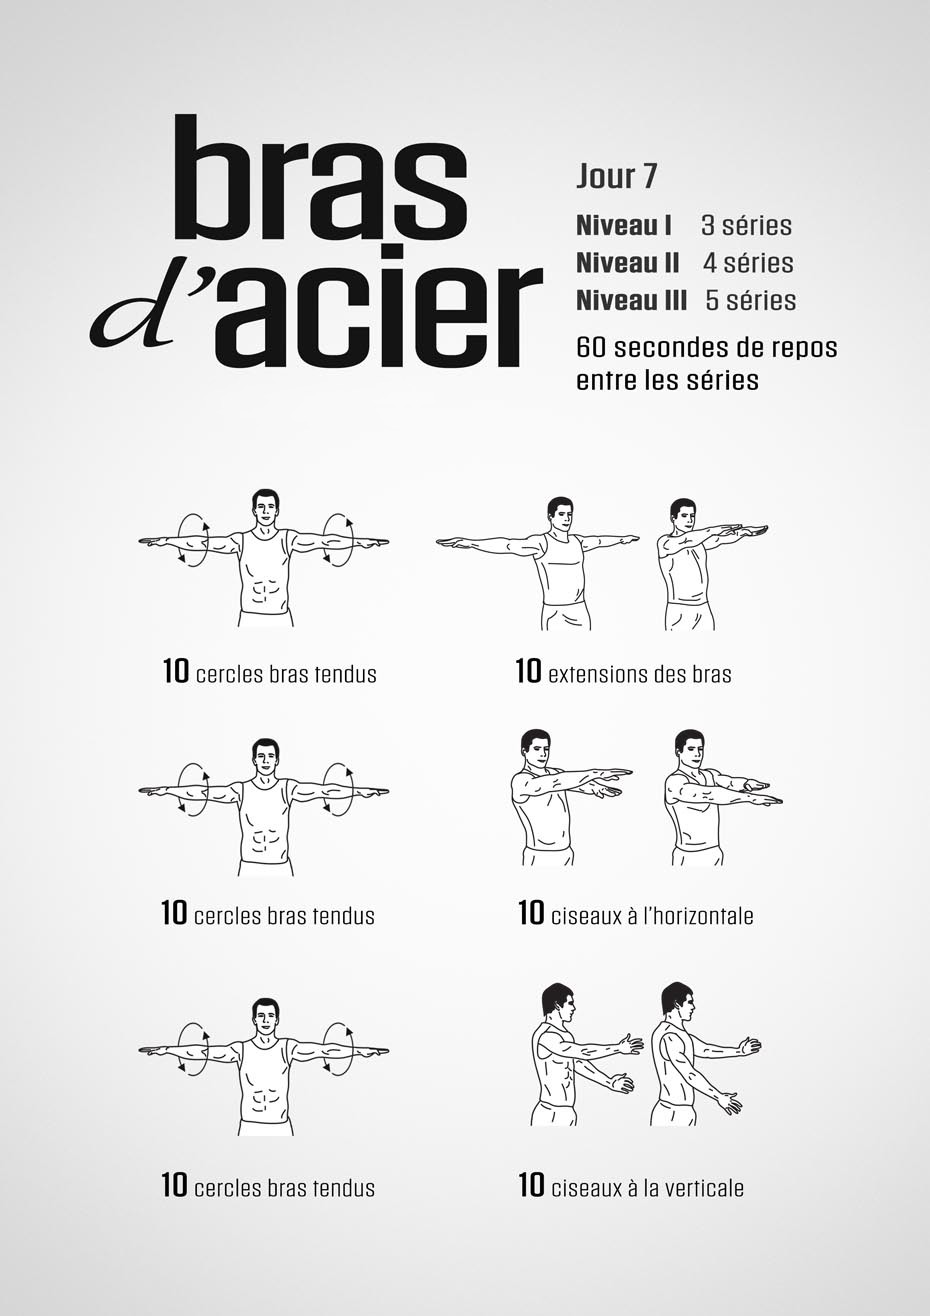 bras
d'acier
Jour 7
Niveau I 3 séries
Niveau II 4 séries
Niveau III 5 séries
60 secondes de repos
entre les séries
10 cercles bras tendus
10 extensions des bras
10 cercles bras tendus
10 ciseaux à l'horizontale
10 cercles bras tendus
10 ciseaux à la verticale